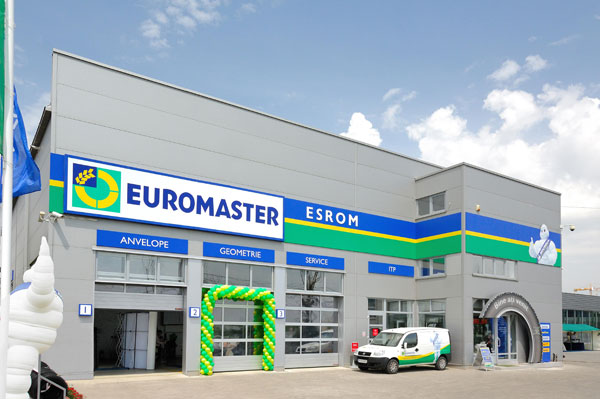 EUROMASTER
ESROM
ANVELOPE
GEOMETRIE
SERVICE
ITP
1
2
3